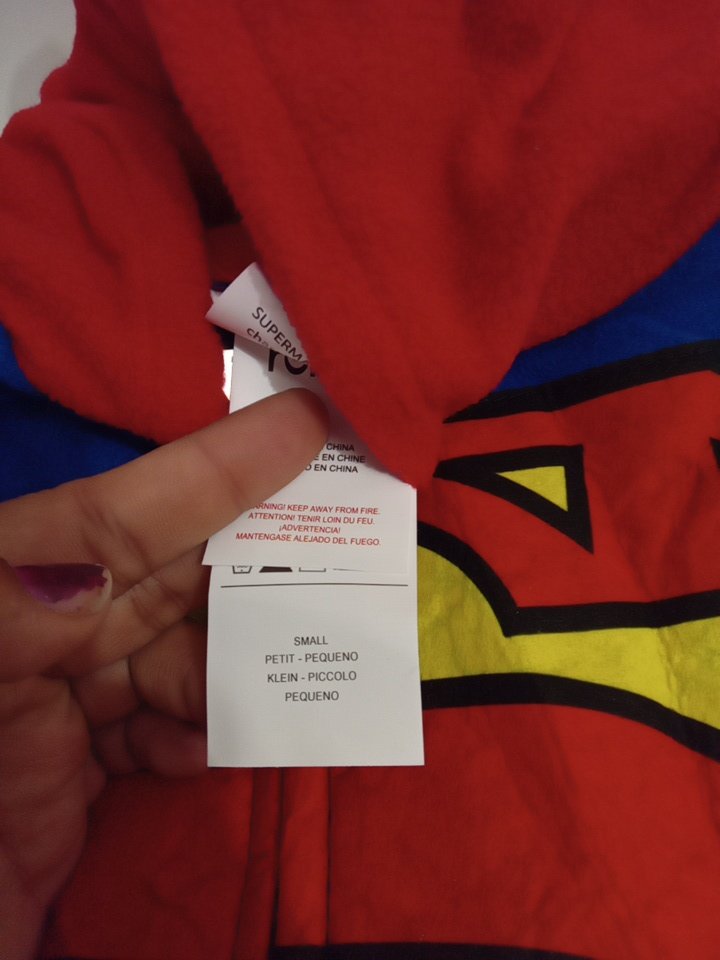 SUPERM
CHINA
EN CHINE
EN CHINA
WARNING! KEEP AWAY FROM FIRE.
ATTENTION! TENIR LOIN DU FEU.
¡ADVERTENCIA!
MANTENGASE ALEJADO DEL FUEGO.
SMALL
PETIT - PEQUENO
KLEIN - PICCOLO
PEQUENO